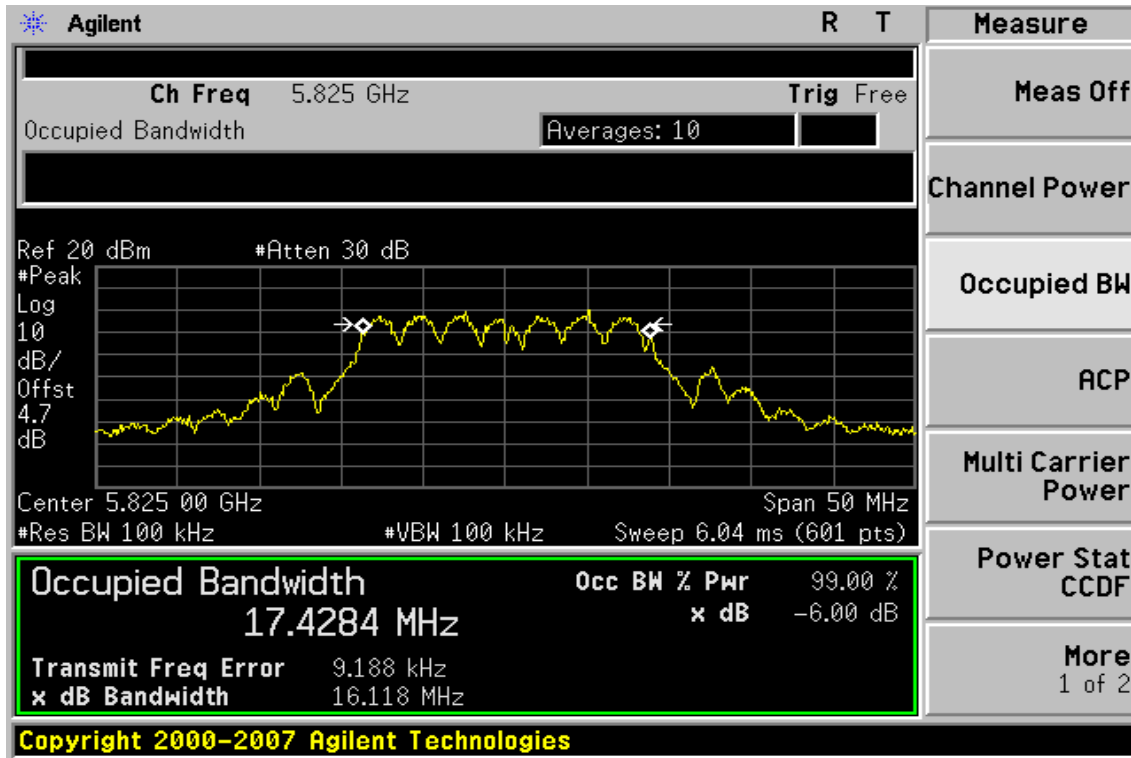 Agilent R T
Ch Freq 5.825 GHz Trig Free
Occupied Bandwidth Averages: 10
Ref 20 dBm #Atten 30 dB
#Peak
Log
10
dB/
Offst
4.7
dB
Center 5.825 00 GHz Span 50 MHz
#Res BW 100 kHz #VBW 100 kHz Sweep 6.04 ms (601 pts)
Occupied Bandwidth
17.4284 MHz
Occ BW % Pwr 99.00 %
x dB -6.00 dB
Transmit Freq Error 9.188 kHz
x dB Bandwidth 16.118 MHz
Copyright 2000-2007 Agilent Technologies
Measure
Meas Off
Channel Power
Occupied BW
ACP
Multi Carrier
Power
Power Stat
CCDF
More
1 of 2